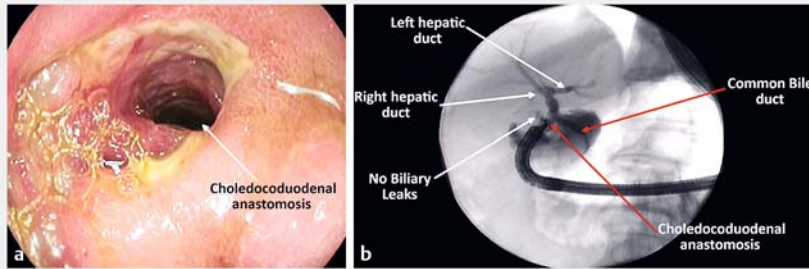 Choledocoduodenal
anastomosis
a
Left hepatic
duct
Right hepatic
duct
Common Bile
duct
No Biliary
Leaks
Choledocoduodenal
anastomosis
b